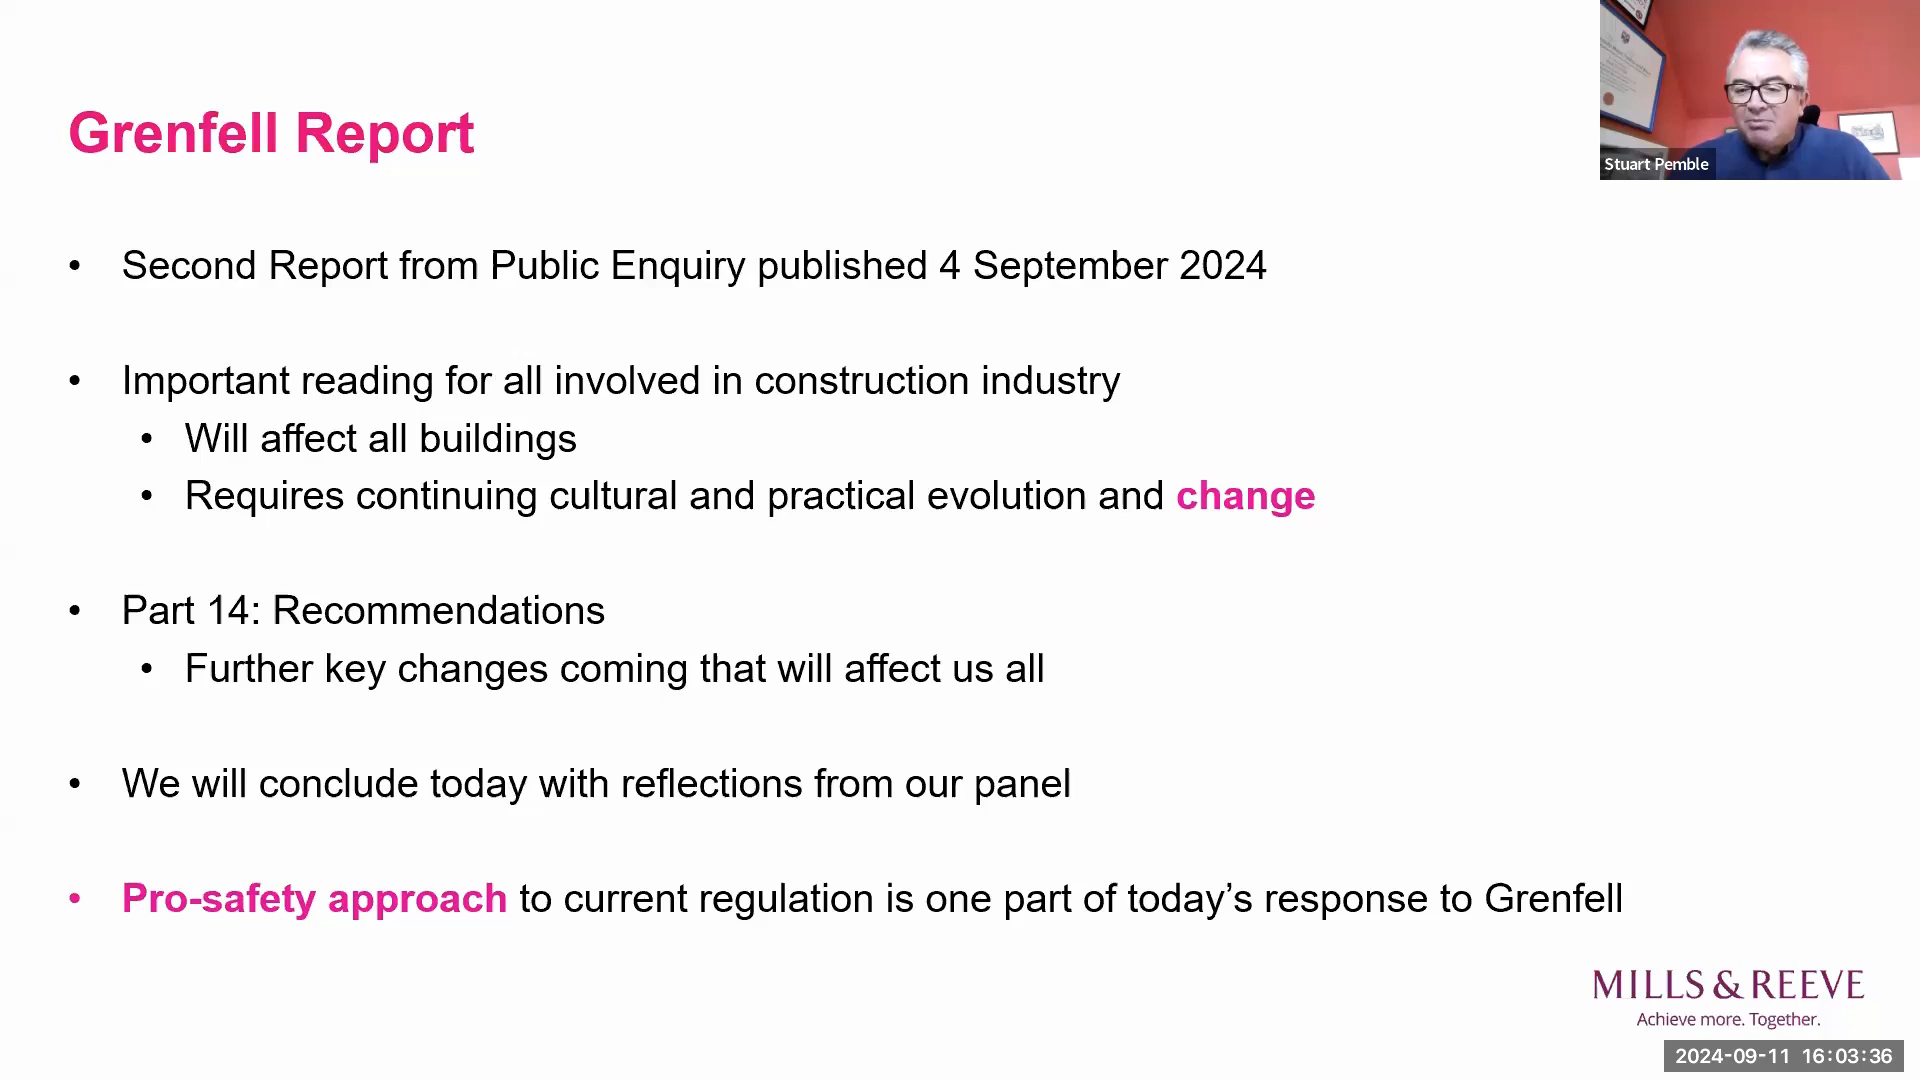 Grenfell Report
Stuart Pemble
• Second Report from Public Enquiry published 4 September 2024
• Important reading for all involved in construction industry
• Will affect all buildings
• Requires continuing cultural and practical evolution and change
• Part 14: Recommendations
• Further key changes coming that will affect us all
• We will conclude today with reflections from our panel
• Pro-safety approach to current regulation is one part of today’s response to Grenfell
MILLS & REEVE
Achieve more. Together.
2024-09-11 16:03:36